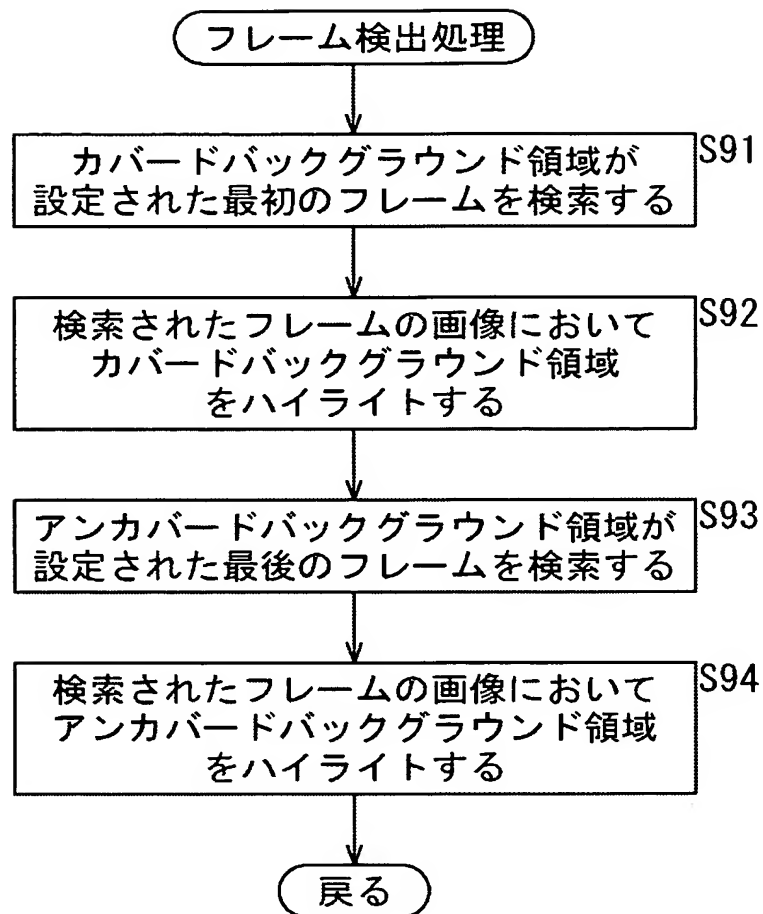 フレーム検出処理
カバードバックグラウンド領域が
設定された最初のフレームを検索する
S91
検索されたフレームの画像において
カバードバックグラウンド領域
をハイライトする
S92
アンカバードバックグラウンド領域が
設定された最後のフレームを検索する
S93
検索されたフレームの画像において
アンカバードバックグラウンド領域
をハイライトする
S94
戻る